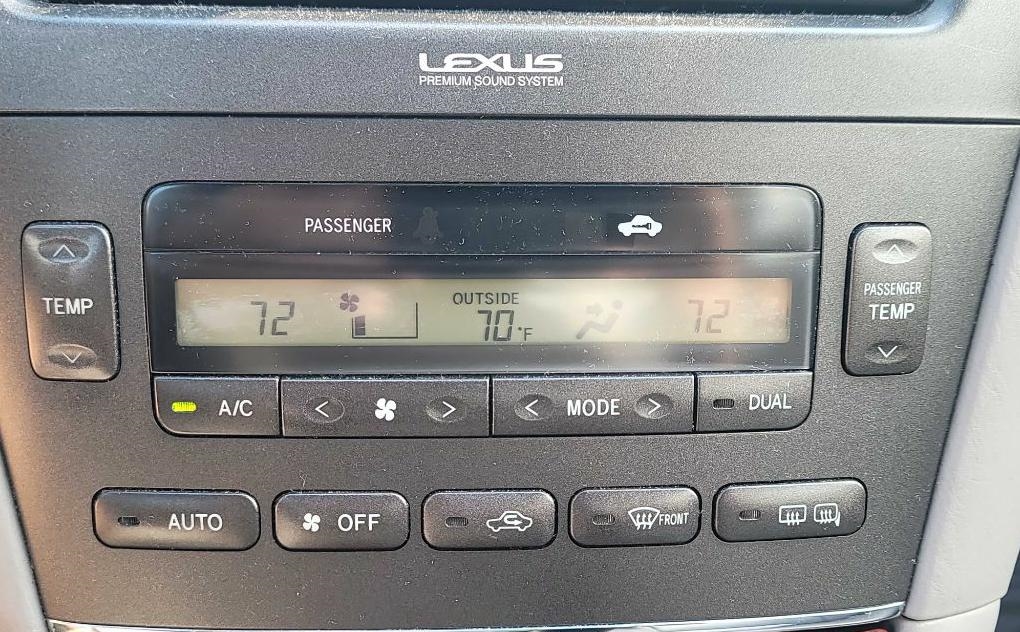 LEXUS
PREMIUM SOUND SYSTEM
PASSENGER
TEMP
72
OUTSIDE
70°F
72
PASSENGER
TEMP
A/C
< >
< MODE >
DUAL
AUTO
OFF
FRONT